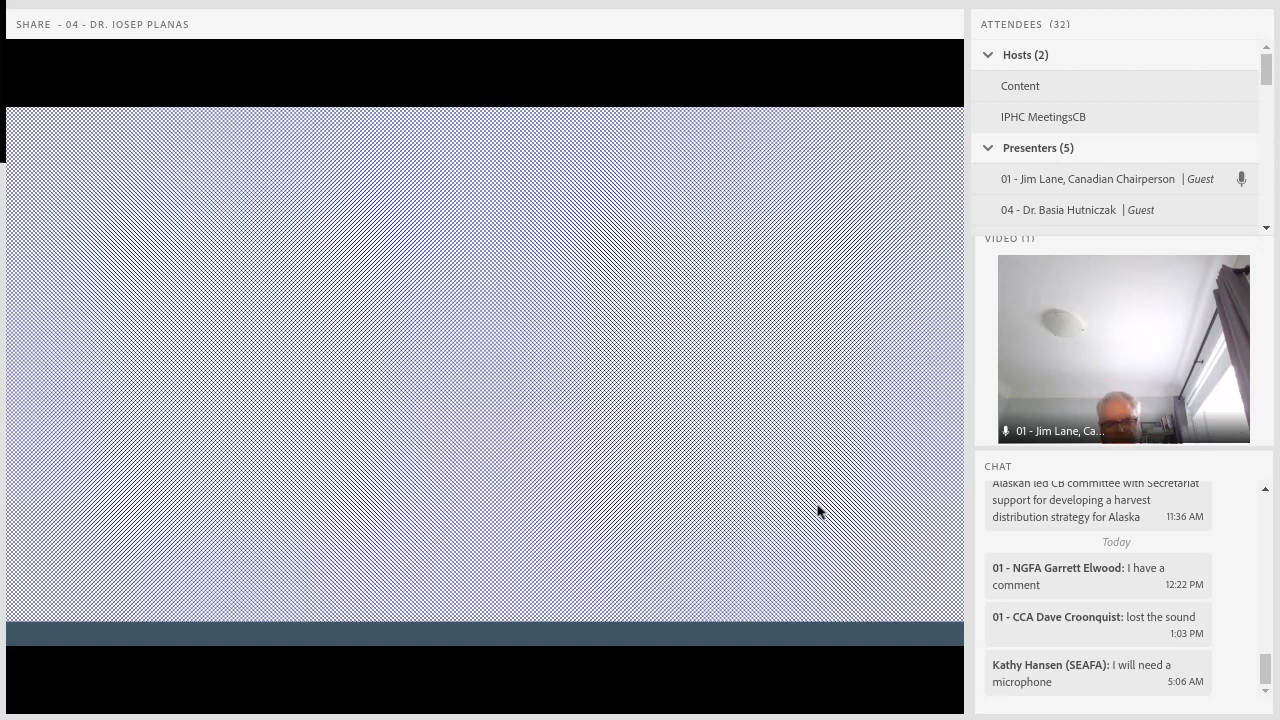 SHARE - 04 - DR. JOSEP PLANAS
ATTENDEES (32)
Hosts (2)
Content
IPHC MeetingsCB
Presenters (5)
01 - Jim Lane, Canadian Chairperson | Guest
04 - Dr. Basia Hutniczak | Guest
VIDEO (1)
01 - Jim Lane, Ca...
CHAT
Alaskan led CB committee with Secretariat
support for developing a harvest
distribution strategy for Alaska 11:36 AM
Today
01 - NGFA Garrett Elwood: I have a
comment 12:22 PM
01 - CCA Dave Croonquist: lost the sound
1:03 PM
Kathy Hansen (SEAFA): I will need a
microphone 5:06 AM